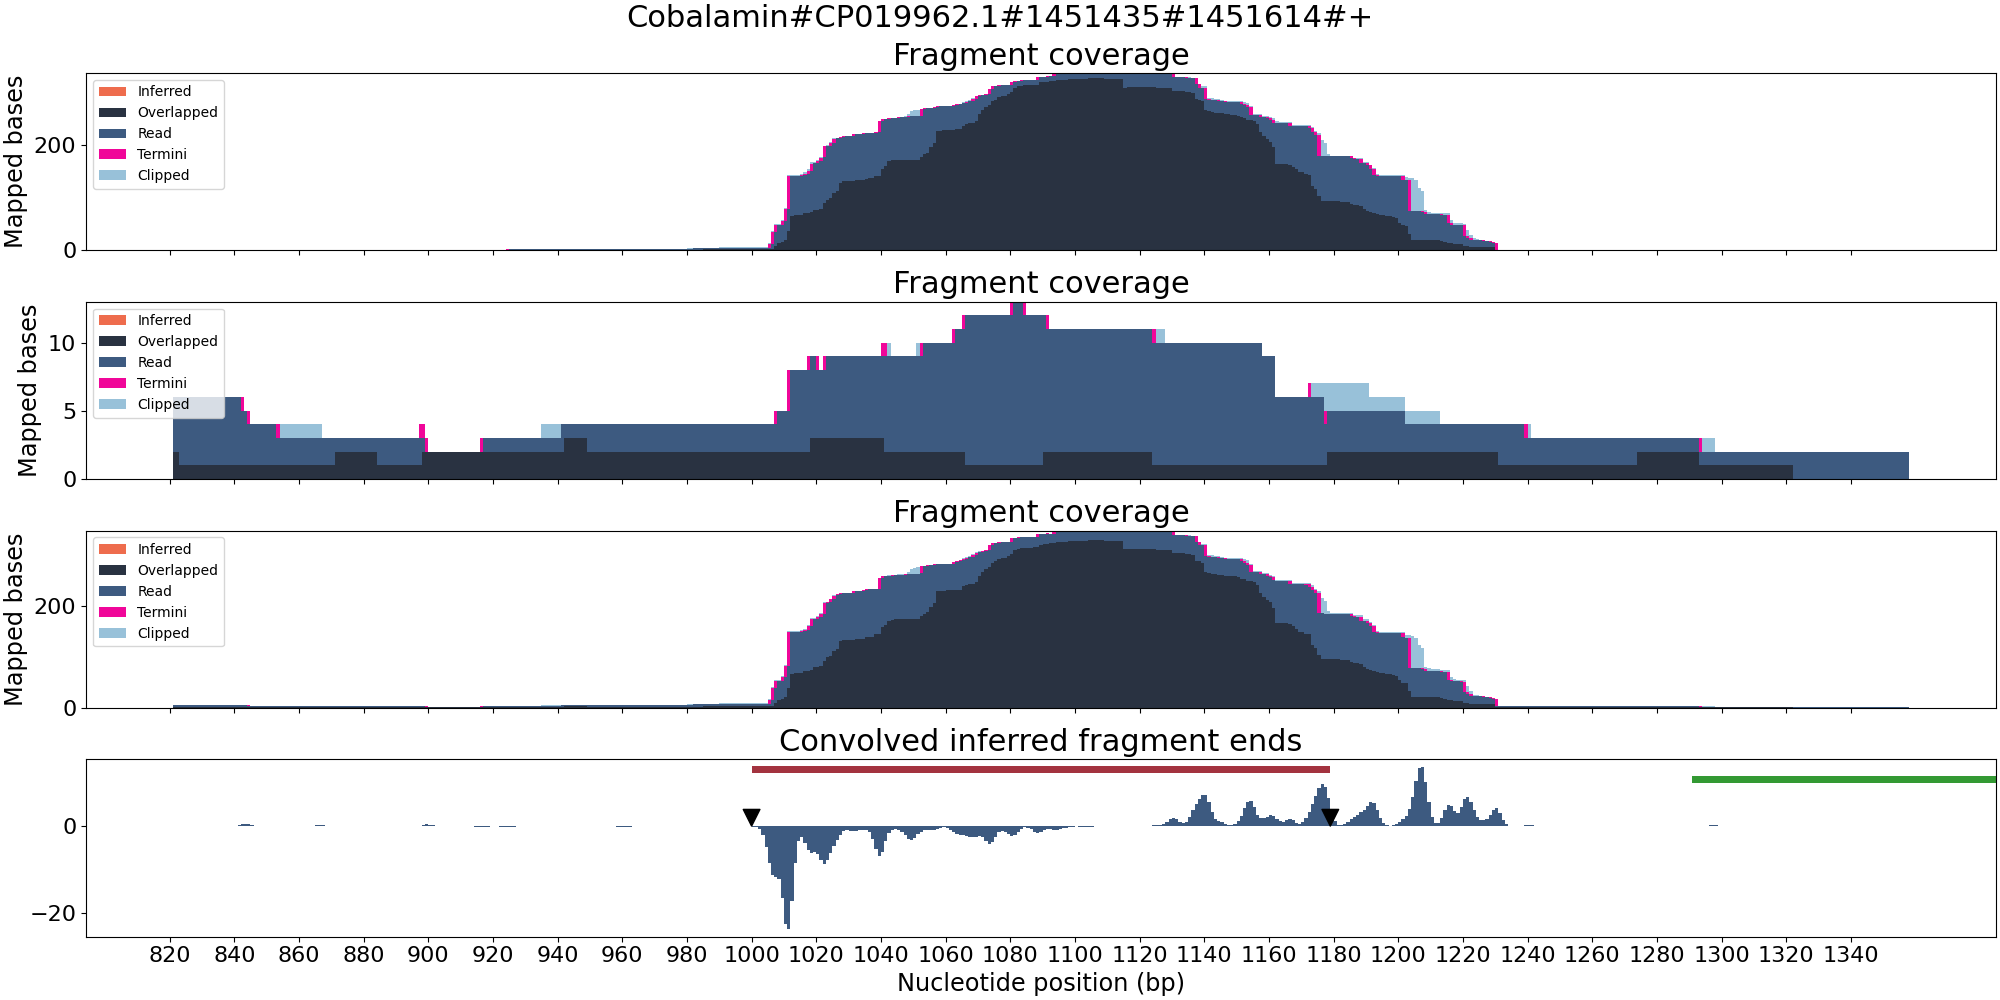 Cobalamin#CP019962.1#1451435#1451614#+
Fragment coverage
Mapped bases
200
0
Inferred
Overlapped
Read
Termini
Clipped
Fragment coverage
Mapped bases
10
5
0
Inferred
Overlapped
Read
Termini
Clipped
Fragment coverage
Mapped bases
200
0
Inferred
Overlapped
Read
Termini
Clipped
Convolved inferred fragment ends
0
−20
820 840 860 880 900 920 940 960 980 1000 1020 1040 1060 1080 1100 1120 1140 1160 1180 1200 1220 1240 1260 1280 1300 1320 1340
Nucleotide position (bp)